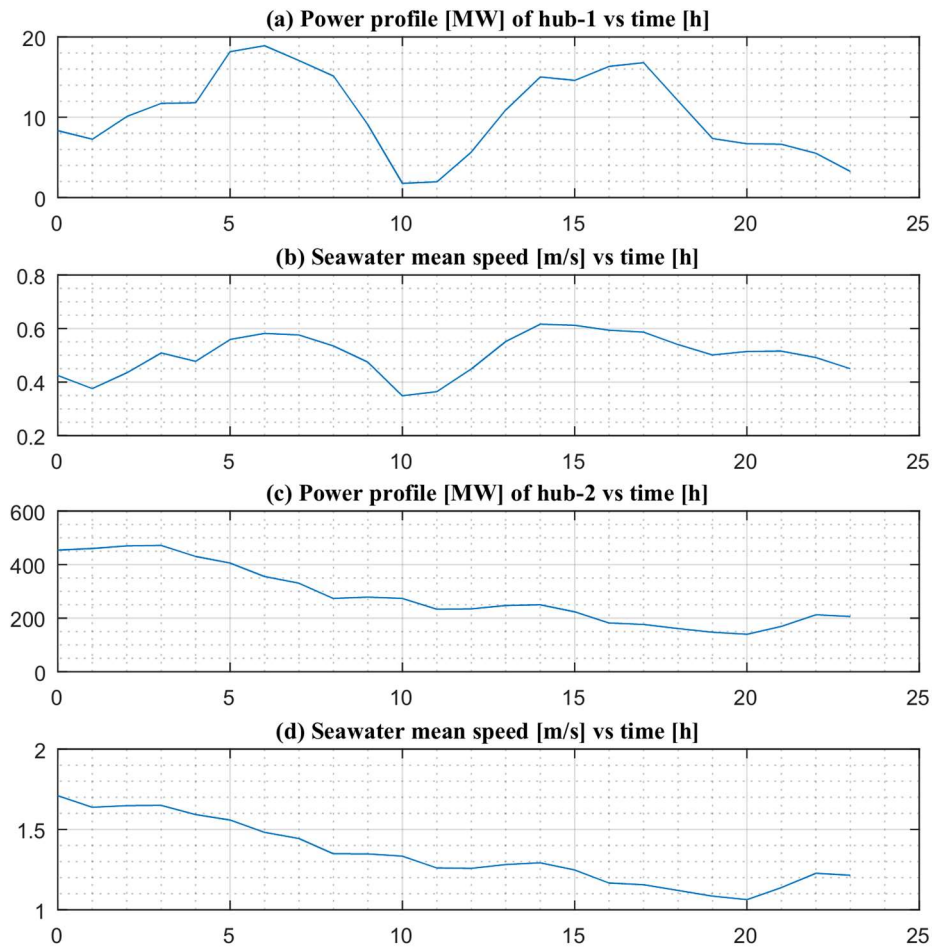 (a) Power profile [MW] of hub-1 vs time [h]
20
10
0
0 5 10 15 20 25
(b) Seawater mean speed [m/s] vs time [h]
0.8
0.6
0.4
0.2
0 5 10 15 20 25
(c) Power profile [MW] of hub-2 vs time [h]
600
400
200
0
0 5 10 15 20 25
(d) Seawater mean speed [m/s] vs time [h]
2
1.5
1
0 5 10 15 20 25